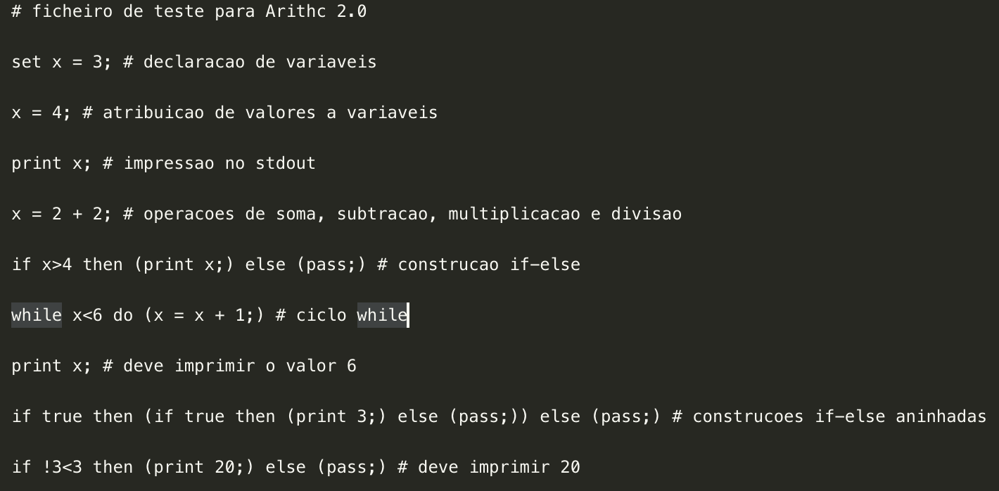 # ficheiro de teste para Arithc 2.0
set x = 3; # declaracao de variaveis
x = 4; # atribuicao de valores a variaveis
print x; # impressao no stdout
x = 2 + 2; # operacoes de soma, subtracao, multiplicacao e divisao
if x>4 then (print x;) else (pass;) # construcao if-else
while x<6 do (x = x + 1;) # ciclo while
print x; # deve imprimir o valor 6
if true then (if true then (print 3;) else (pass;)) else (pass;) # construcoes if-else aninhadas
if !3<3 then (print 20;) else (pass;) # deve imprimir 20